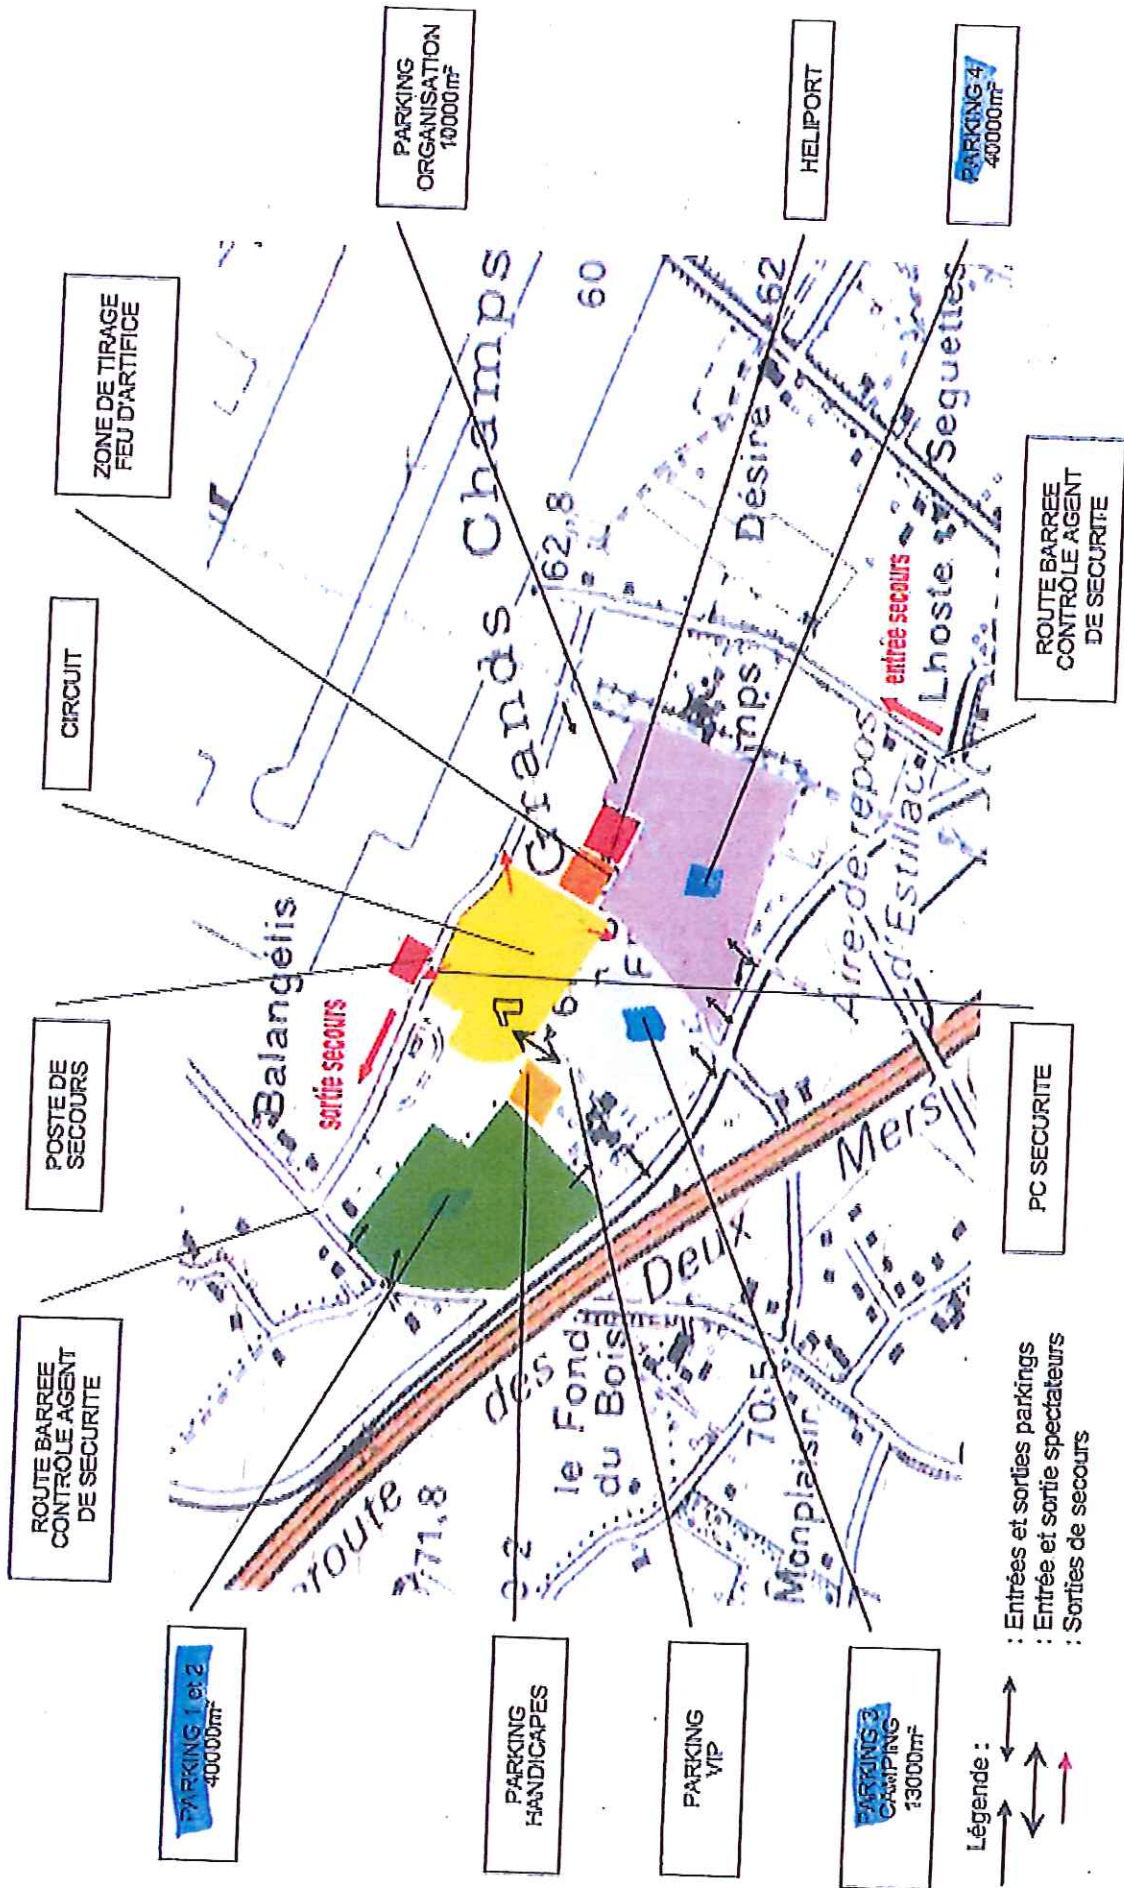 ROUTE BARREE
CONTRÔLE AGENT
DE SECURITE
POSTE DE
SECOURS
CIRCUIT
ZONE DE TIRAGE
FEU D'ARTIFICE
PARKING
ORGANISATION
10000m²
HELIPORT
PARKING 4
40000m²
ROUTE BARREE
CONTRÔLE AGENT
DE SECURITE
PC SECURITE
PARKING 1 et 2
40000m²
PARKING
HANDICAPES
PARKING
VIP
PARKING 3
CAMPING
13000m²
Balangelis
sortie secours
Grands Champs
60
62,8
Désiré
62
Seguelles
Lhoste
entrée secours
mps
Aire de repos
d'Estillac
route des Deux Mers
71,8
le Fond
du Bois
70,5
Monplaisir
Légende :
: Entrées et sorties parkings
: Entrée et sortie spectateurs
: Sorties de secours